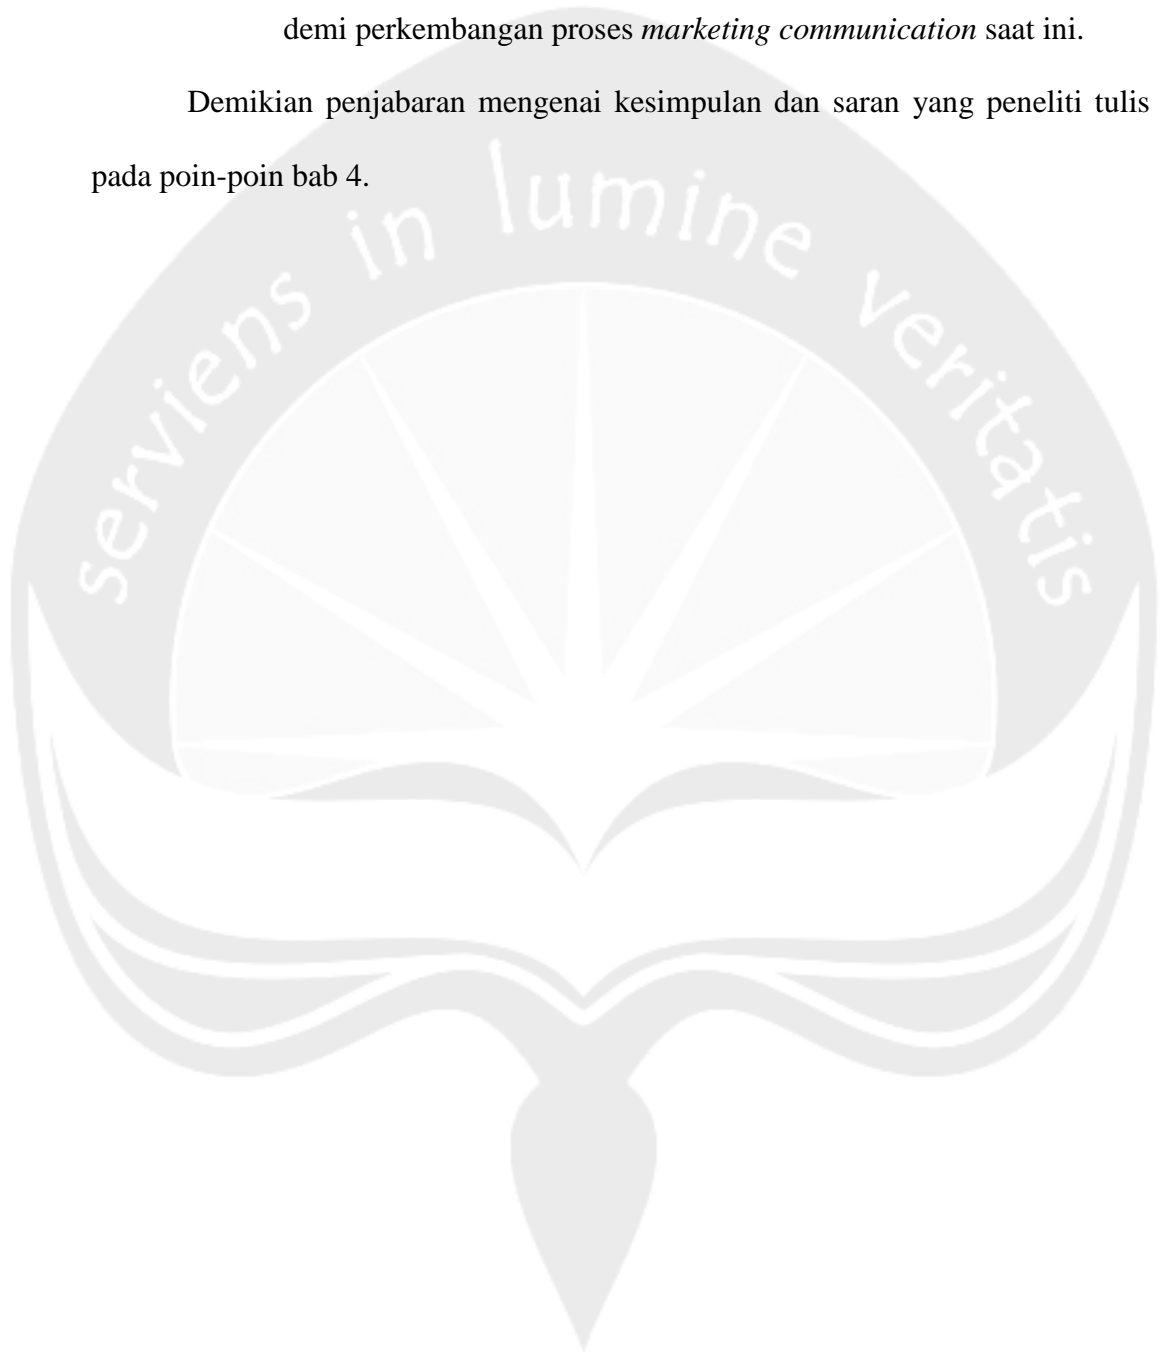 demi perkembangan proses marketing communication saat ini.
Demikian penjabaran mengenai kesimpulan dan saran yang peneliti tulis
pada poin-poin bab 4.
serviens in lumine veritatis